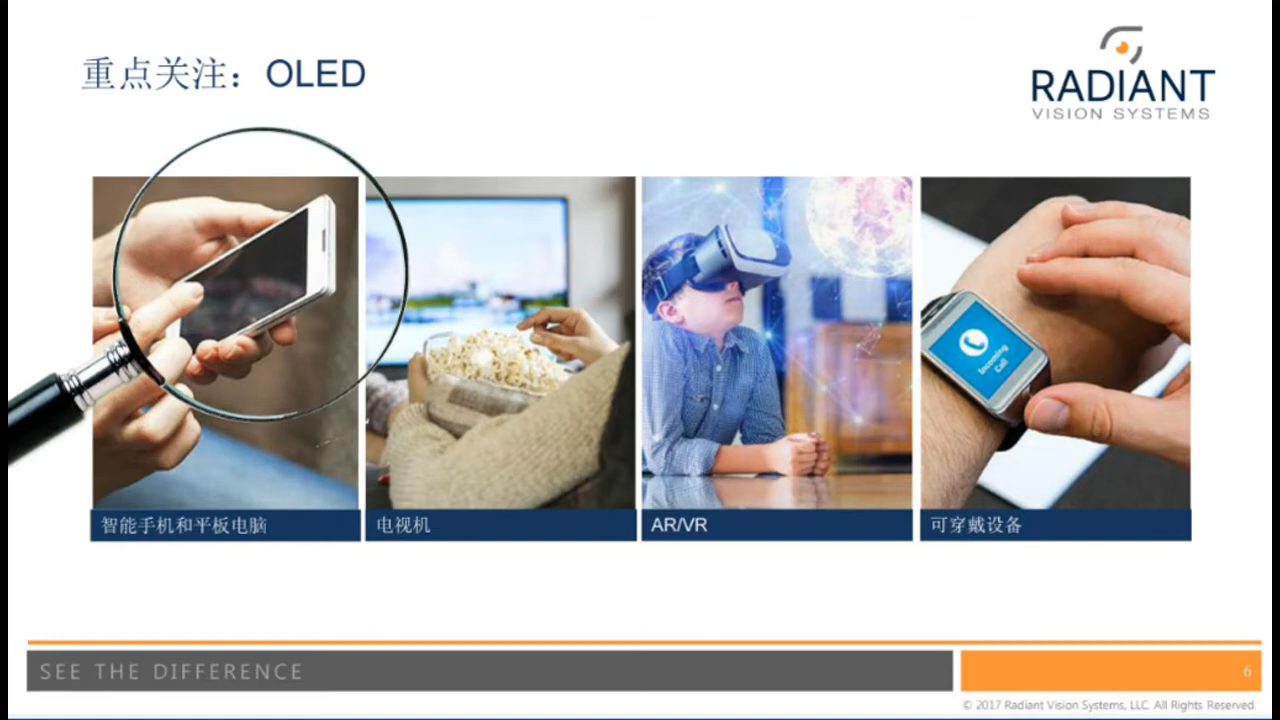 重点关注：OLED
RADIANT
VISION SYSTEMS
Incoming
Call
智能手机和平板电脑
电视机
AR/VR
可穿戴设备
SEE THE DIFFERENCE
6
© 2017 Radiant Vision Systems, LLC. All Rights Reserved.